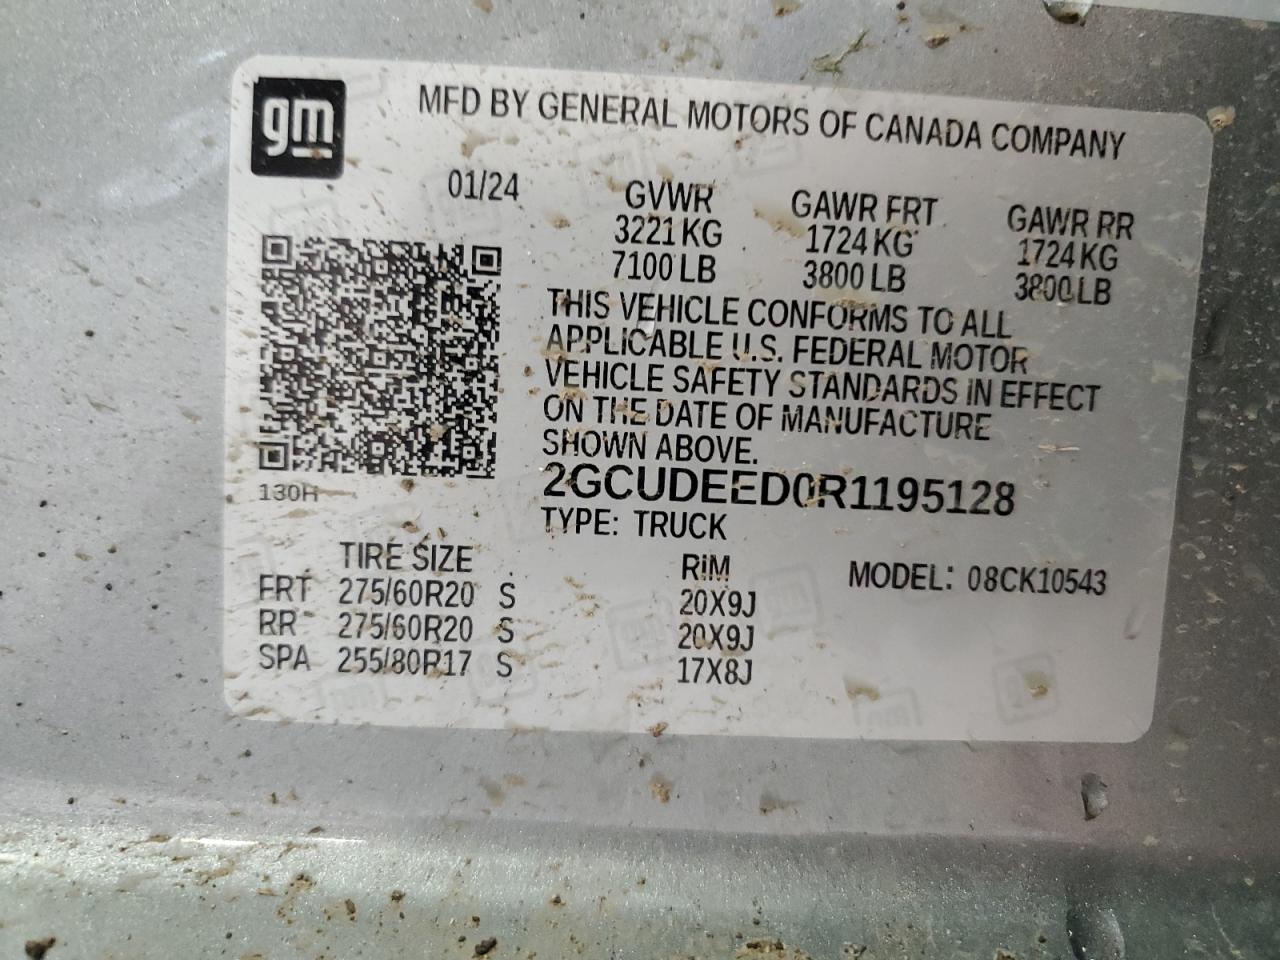 gm
MFD BY GENERAL MOTORS OF CANADA COMPANY
01/24
GVWR GAWR FRT GAWR RR
3221 KG 1724 KG 1724 KG
7100 LB 3800 LB 3800 LB
THIS VEHICLE CONFORMS TO ALL
APPLICABLE U.S. FEDERAL MOTOR
VEHICLE SAFETY STANDARDS IN EFFECT
ON THE DATE OF MANUFACTURE
SHOWN ABOVE.
2GCUDEED0R1195128
130H
TYPE: TRUCK
TIRE SIZE RIM MODEL: 08CK10543
FRT 275/60R20 S 20X9J
RR 275/60R20 S 20X9J
SPA 255/80R17 S 17X8J